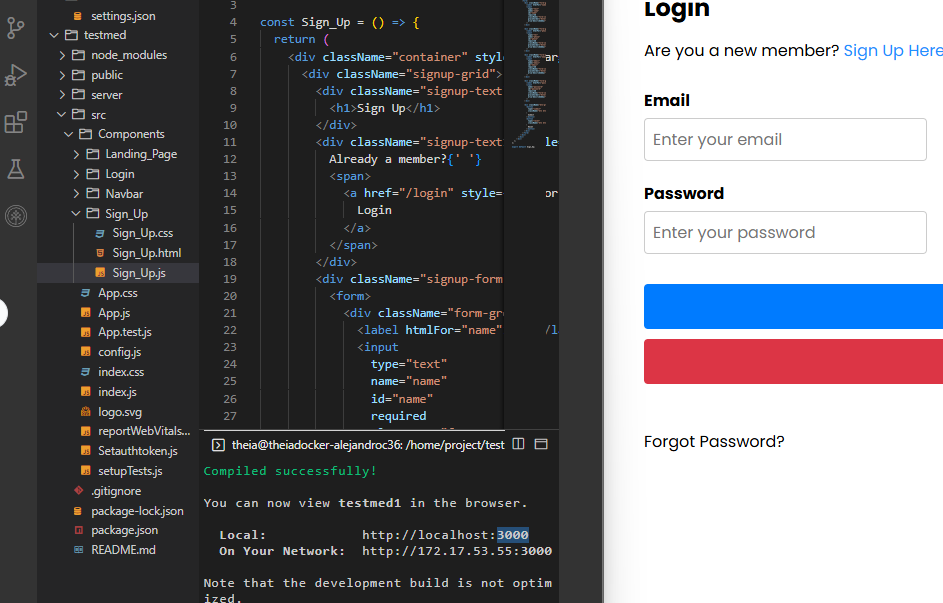 settings.json
testmed
node_modules
public
server
src
Components
Landing_Page
Login
Navbar
Sign_Up
Sign_Up.css
Sign_Up.html
Sign_Up.js
App.css
App.js
App.test.js
config.js
index.css
index.js
logo.svg
reportWebVitals...
Setauthtoken.js
setupTests.js
.gitignore
package-lock.json
package.json
README.md
3
4 const Sign_Up = () => {
5 return (
6 <div className="container" styl
7 <div className="signup-grid">
8 <div className="signup-text
9 <h1>Sign Up</h1>
10 </div>
11 <div className="signup-text le
12 Already a member?{' '}
13 <span>
14 <a href="/login" style= or
15 Login
16 </a>
17 </span>
18 </div>
19 <div className="signup-form
20 <form>
21 <div className="form-gr
22 <label htmlFor="name" /l
23 <input
24 type="text"
25 name="name"
26 id="name"
27 required
theia@theiadocker-alejandroc36: /home/project/test
Compiled successfully!
You can now view testmed1 in the browser.
Local: http://localhost:3000
On Your Network: http://172.17.53.55:3000
Note that the development build is not optim
ized.
Login
Are you a new member? Sign Up Here
Email
Enter your email
Password
Enter your password
Forgot Password?